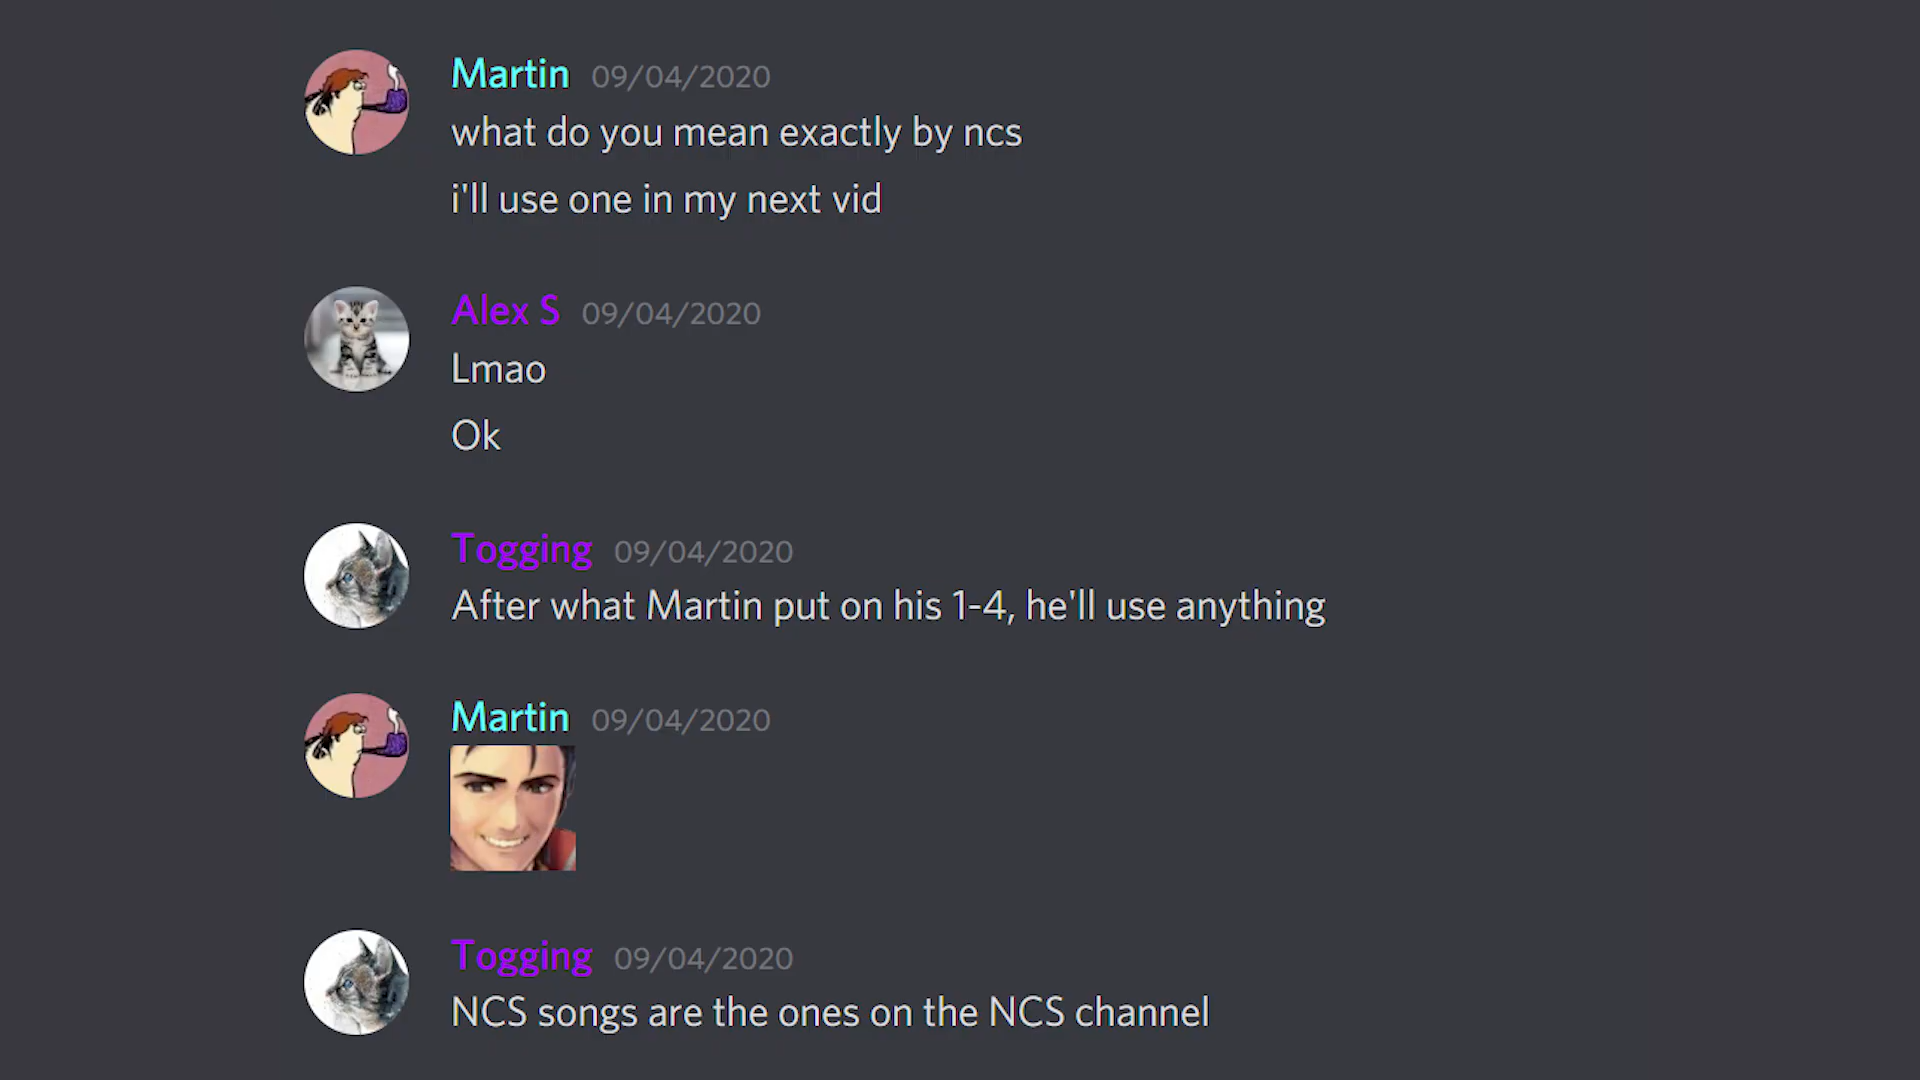 Martin 09/04/2020
what do you mean exactly by ncs
i'll use one in my next vid
Alex S 09/04/2020
Lmao
Ok
Togging 09/04/2020
After what Martin put on his 1-4, he'll use anything
Martin 09/04/2020
Togging 09/04/2020
NCS songs are the ones on the NCS channel